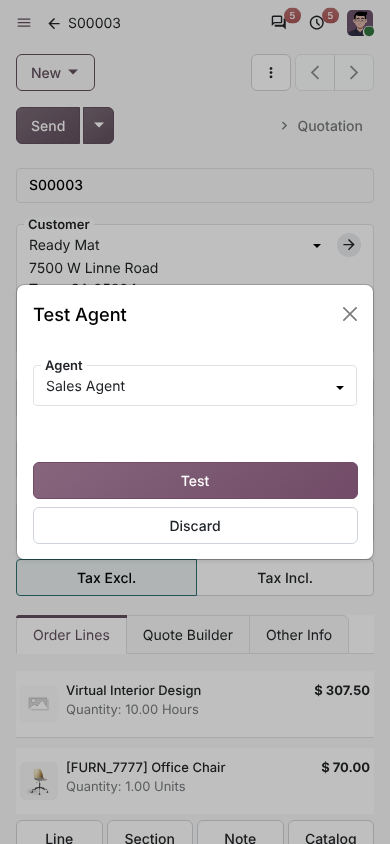 5
5
S00003
New
Send
Quotation
S00003
Customer
Ready Mat
7500 W Linne Road
Test Agent
Agent
Sales Agent
Test
Discard
Tax Excl.
Tax Incl.
Order Lines
Quote Builder
Other Info
Virtual Interior Design
$ 307.50
Quantity: 10.00 Hours
[FURN_7777] Office Chair
$ 70.00
Quantity: 1.00 Units
Line
Section
Note
Catalog